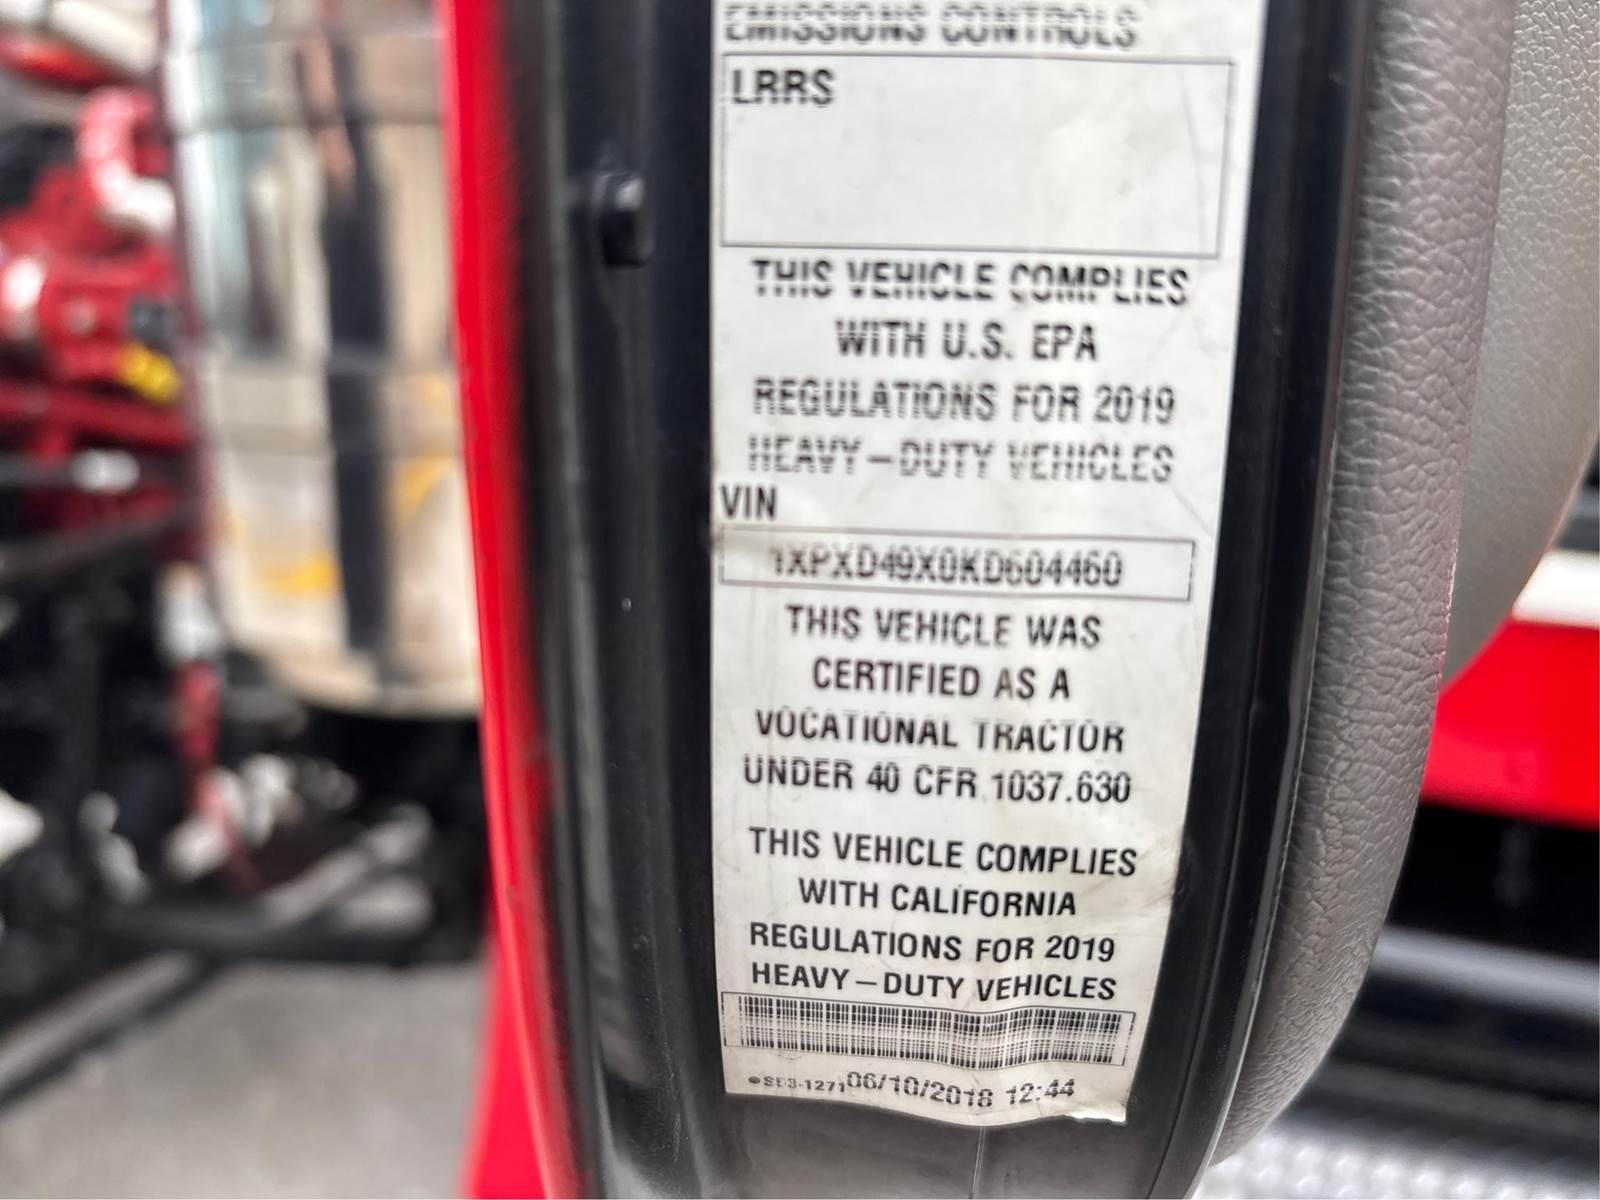 EMISSIONS CONTROLS
LRRS
THIS VEHICLE COMPLIES
WITH U.S. EPA
REGULATIONS FOR 2019
HEAVY-DUTY VEHICLES
VIN
1XPXD49X0KD604460
THIS VEHICLE WAS
CERTIFIED AS A
VOCATIONAL TRACTOR
UNDER 40 CFR 1037.630
THIS VEHICLE COMPLIES
WITH CALIFORNIA
REGULATIONS FOR 2019
HEAVY-DUTY VEHICLES
06/10/2018 12:44